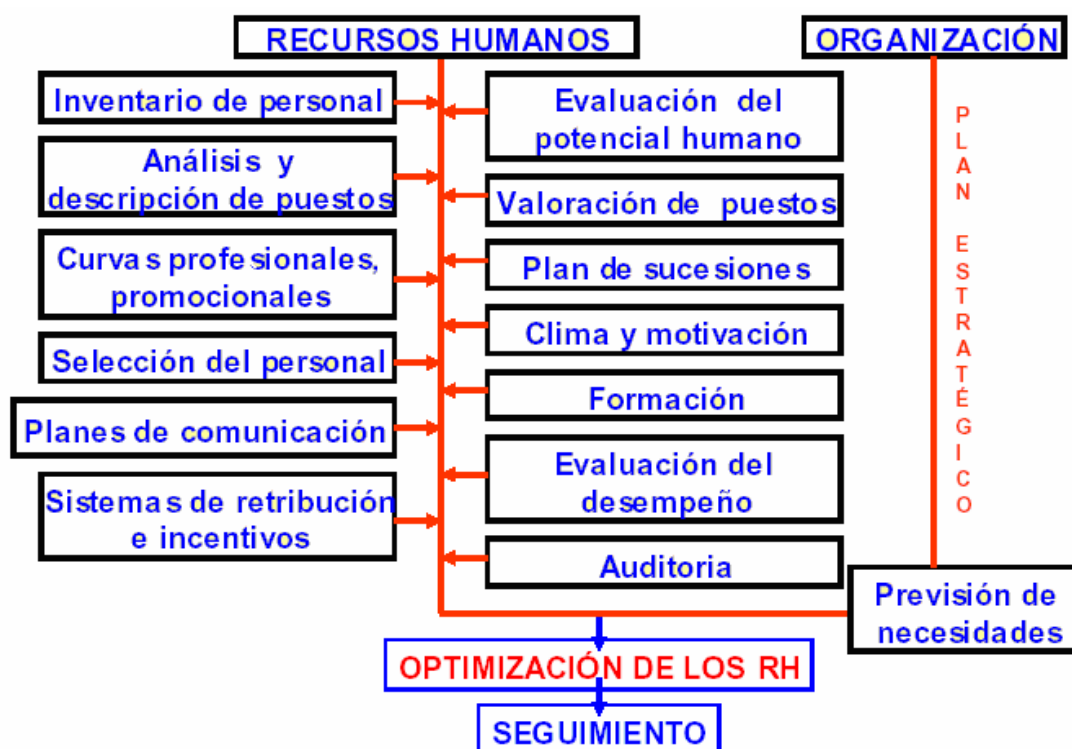 RECURSOS HUMANOS
ORGANIZACIÓN
Inventario de personal
Análisis y
descripción de puestos
Curvas profesionales,
promocionales
Selección del personal
Planes de comunicación
Sistemas de retribución
e incentivos
Evaluación del
potencial humano
Valoración de puestos
Plan de sucesiones
Clima y motivación
Formación
Evaluación del
desempeño
Auditoria
PLAN ESTRATÉGICO
Previsión de
necesidades
OPTIMIZACIÓN DE LOS RH
SEGUIMIENTO